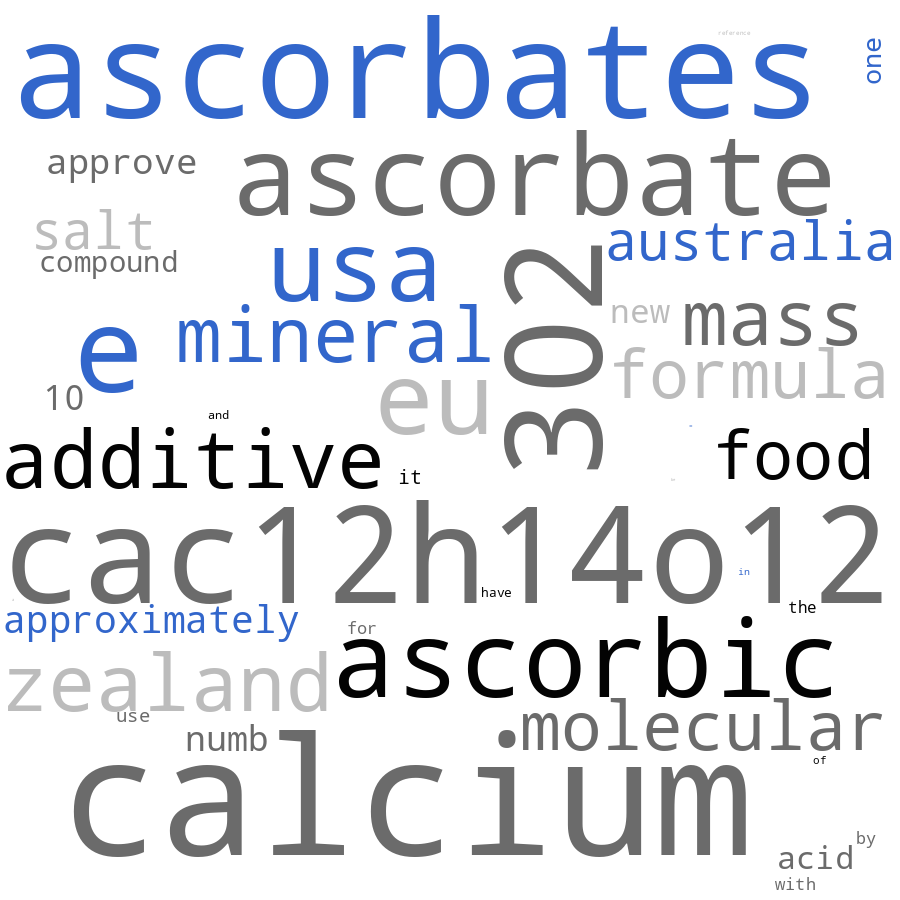 reference
ascorbates
one
approve
ascorbate
salt
australia
compound
usa
302
new
mass
mineral
e
formula
eu
10
and
additive
food
it
cac12h14o12
in
have
approximately
the
for
ascorbic
zealand
use
molecular
numb
calcium
of
by
acid
with